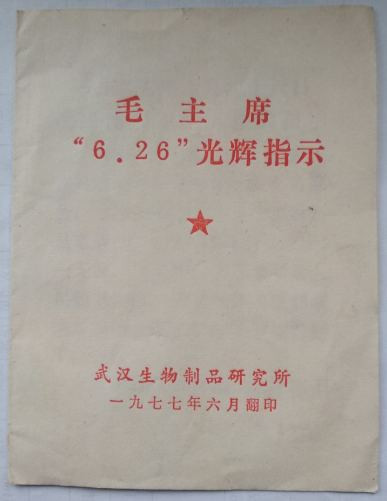 毛主席
“6.26”光辉指示
武汉生物制品研究所
一九七七年六月翻印